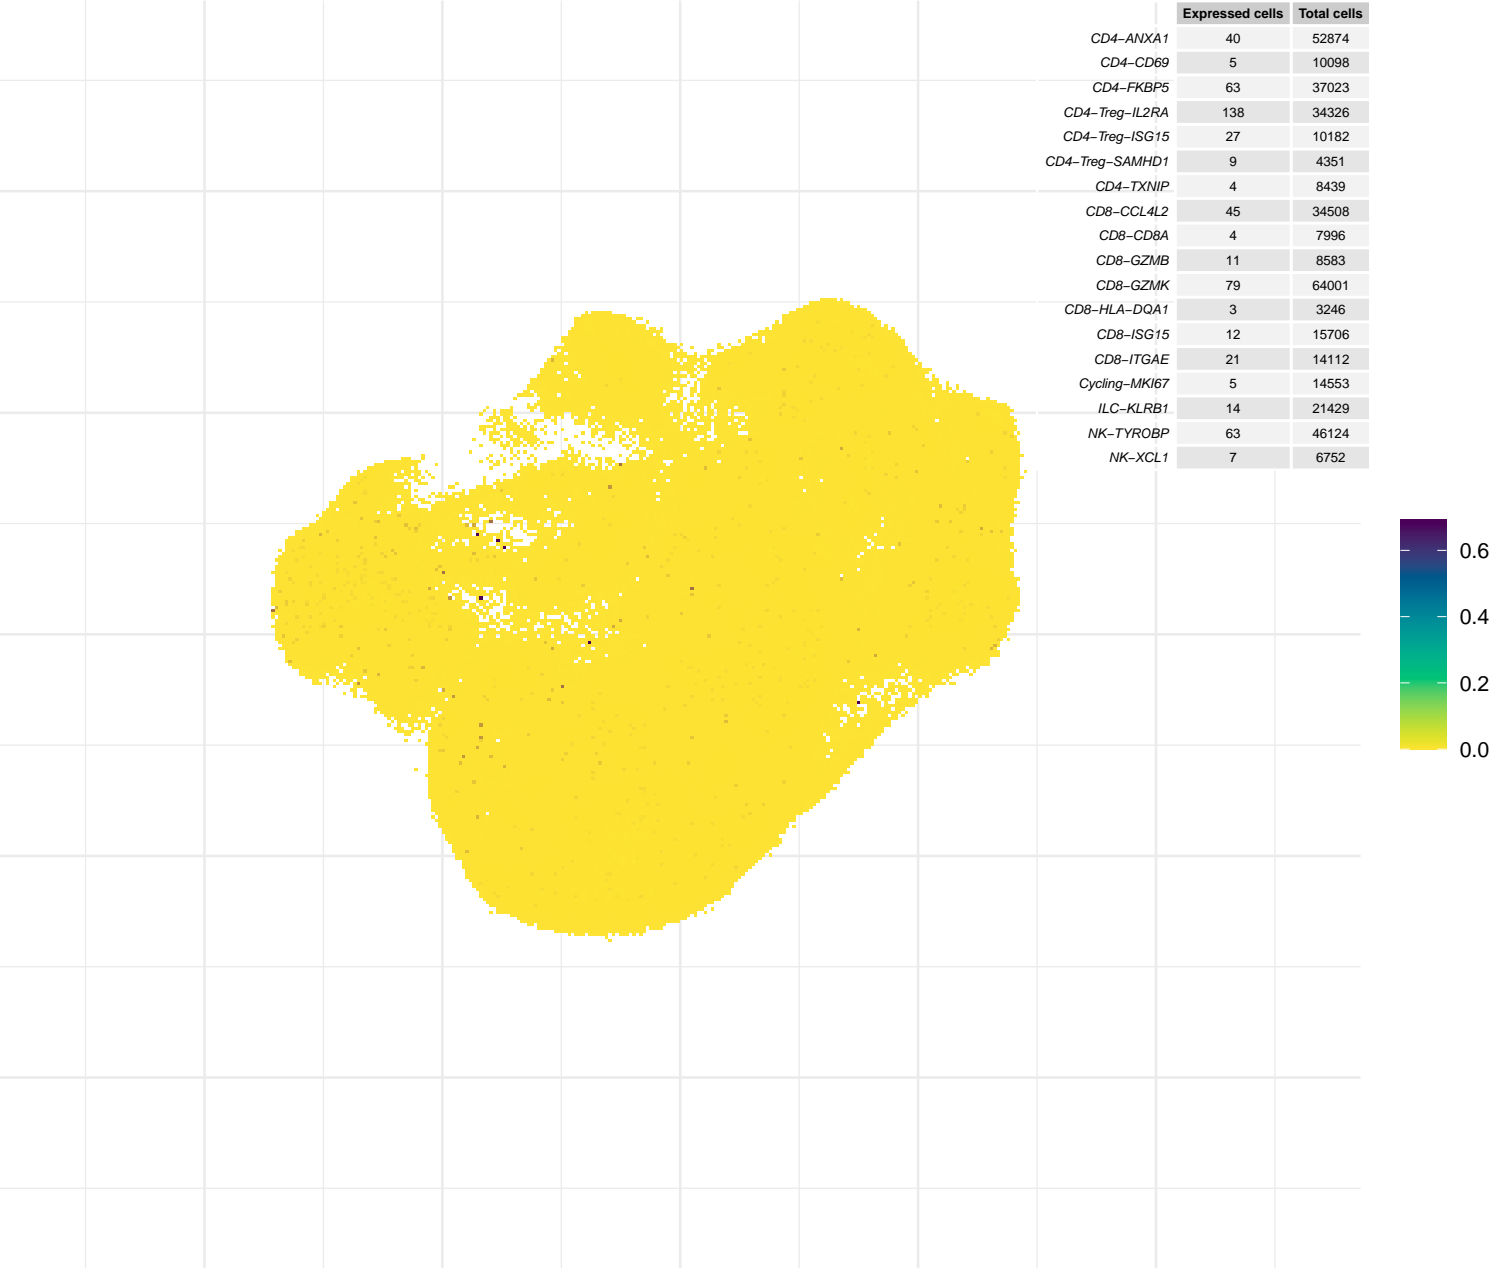 Expressed cells Total cells
CD4−ANXA1 40 52874
CD4−CD69 5 10098
CD4−FKBP5 63 37023
CD4−Treg−IL2RA 138 34326
CD4−Treg−ISG15 27 10182
CD4−Treg−SAMHD1 9 4351
CD4−TXNIP 4 8439
CD8−CCL4L2 45 34508
CD8−CD8A 4 7996
CD8−GZMB 11 8583
CD8−GZMK 79 64001
CD8−HLA−DQA1 3 3246
CD8−ISG15 12 15706
CD8−ITGAE 21 14112
Cycling−MKI67 5 14553
ILC−KLRB1 14 21429
NK−TYROBP 63 46124
NK−XCL1 7 6752
0.6
0.4
0.2
0.0